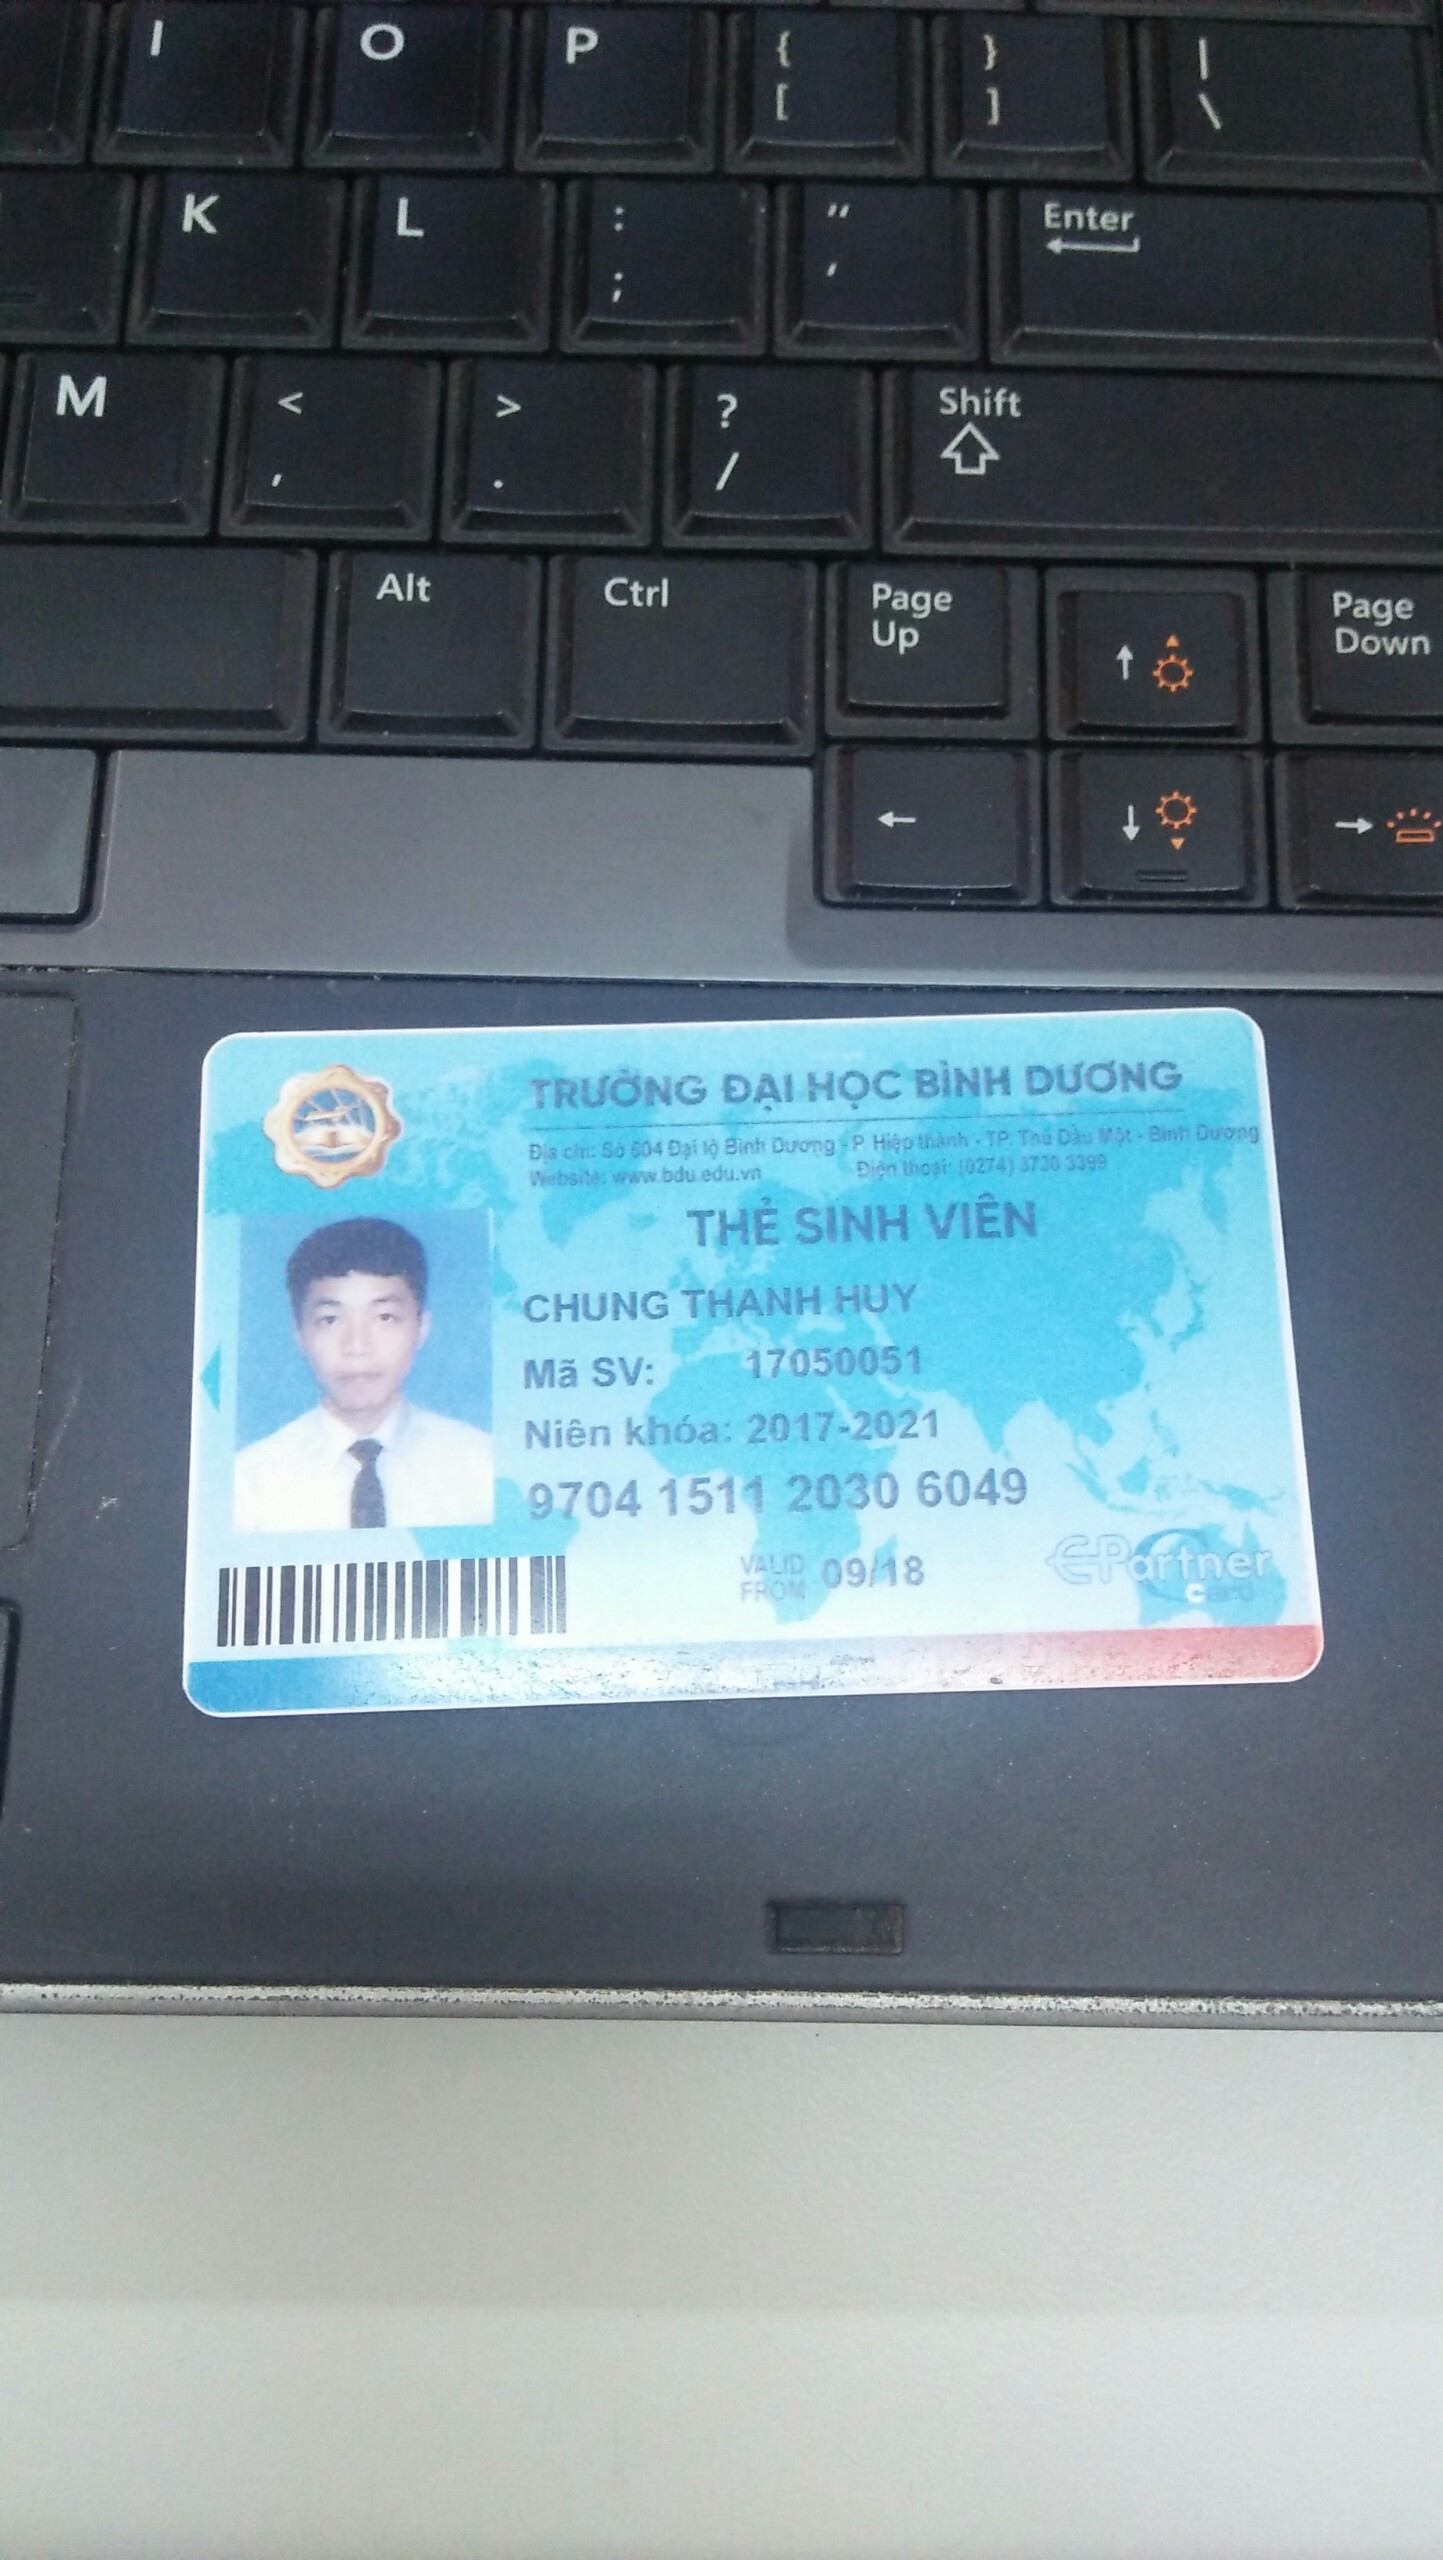 I O P { }  |
[ ] \
K L : " Enter
; '
M < > ? Shift
, . /
Alt Ctrl Page Up Page Down
TRƯỜNG ĐẠI HỌC BÌNH DƯƠNG
Địa chỉ: Số 504 Đại lộ Bình Dương - P. Hiệp thành - TP. Thủ Dầu Một - Bình Dương
Website: www.bdu.edu.vn Điện thoại: (0274) 3730 3399
THẺ SINH VIÊN
CHUNG THANH HUY
Mã SV: 17050051
Niên khóa: 2017-2021
9704 1511 2030 6049
VALID FROM 09/18
E-Partner
Card